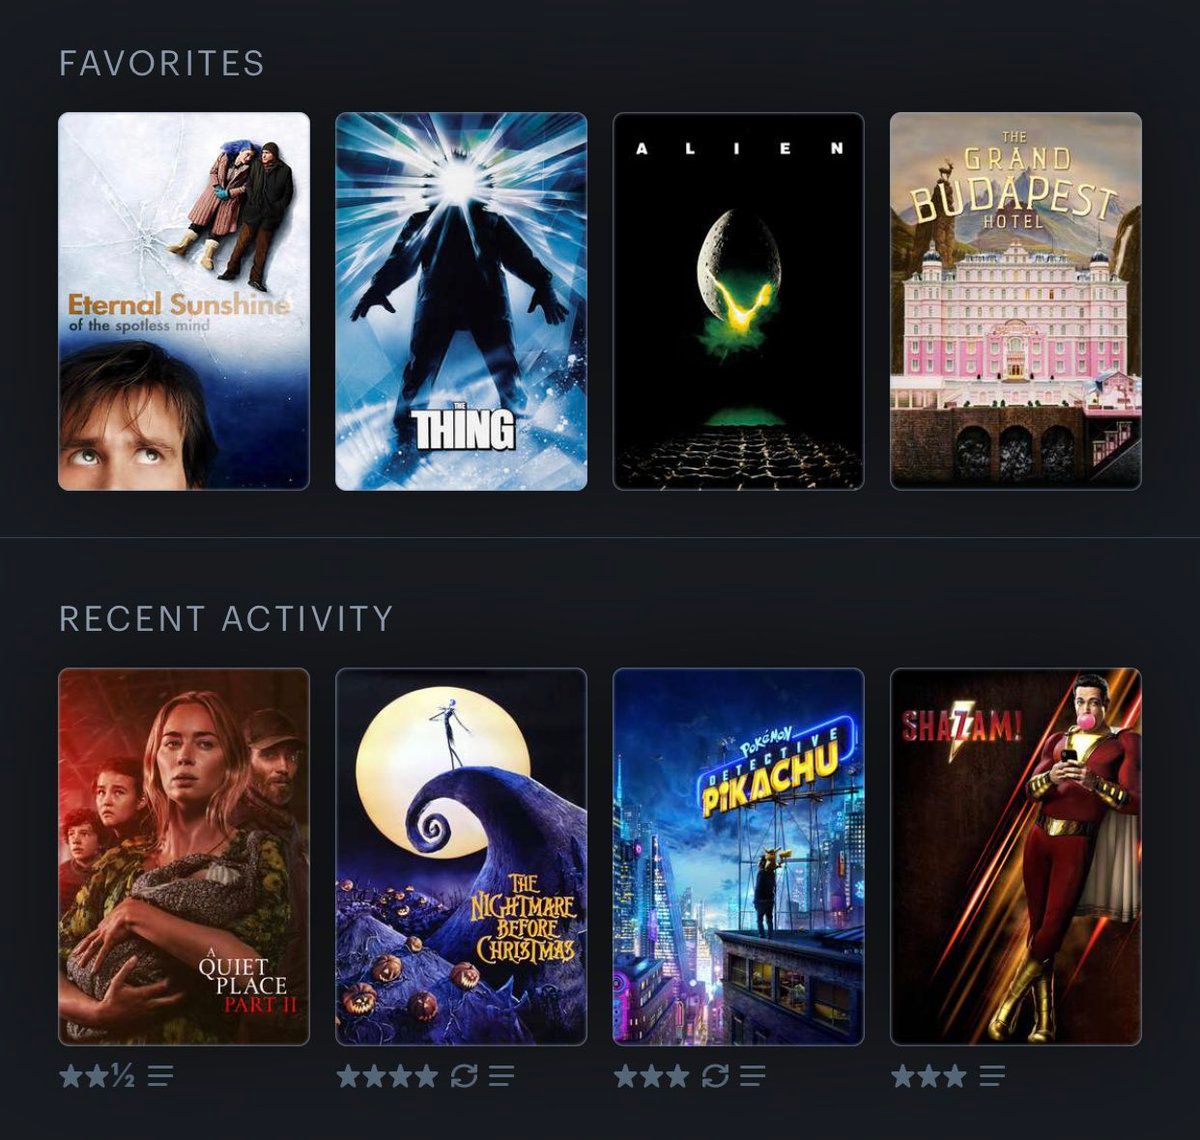 FAVORITES
Eternal Sunshine
of the spotless mind
THE
THING
ALIEN
THE
GRAND
BUDAPEST
HOTEL
RECENT ACTIVITY
A
QUIET
PLACE
PART II
THE
NIGHTMARE
BEFORE
CHRISTMAS
POKéMON
DETECTIVE
PIKACHU
SHAZAM!
★★½
★★★★
★★★
★★★